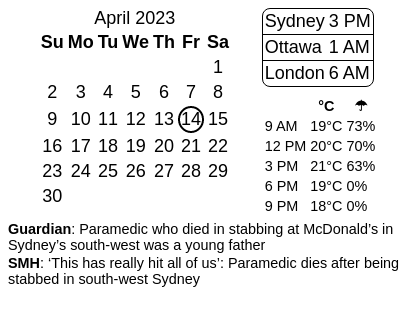 April 2023
Su Mo Tu We Th Fr Sa
1
2 3 4 5 6 7 8
9 10 11 12 13 14 15
16 17 18 19 20 21 22
23 24 25 26 27 28 29
30
Sydney 3 PM
Ottawa 1 AM
London 6 AM
°C ☂
9 AM 19°C 73%
12 PM 20°C 70%
3 PM 21°C 63%
6 PM 19°C 0%
9 PM 18°C 0%
Guardian: Paramedic who died in stabbing at McDonald’s in
Sydney’s south-west was a young father
SMH: ‘This has really hit all of us’: Paramedic dies after being
stabbed in south-west Sydney